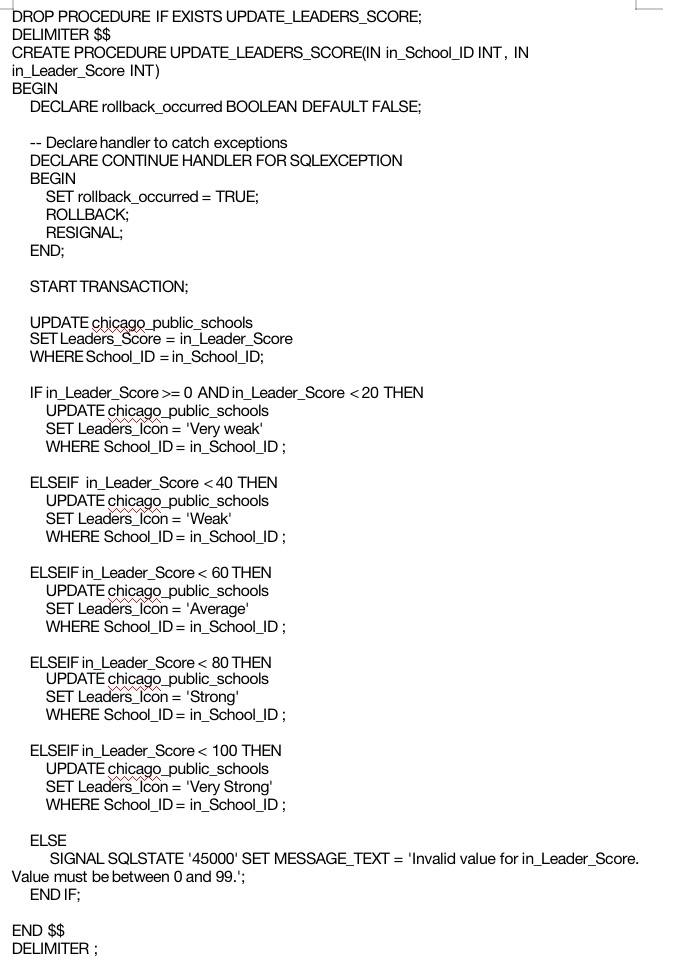 DROP PROCEDURE IF EXISTS UPDATE_LEADERS_SCORE;
DELIMITER $$
CREATE PROCEDURE UPDATE_LEADERS_SCORE(IN in_School_ID INT, IN
in_Leader_Score INT)
BEGIN
    DECLARE rollback_occurred BOOLEAN DEFAULT FALSE;

    -- Declare handler to catch exceptions
    DECLARE CONTINUE HANDLER FOR SQLEXCEPTION
    BEGIN
        SET rollback_occurred = TRUE;
        ROLLBACK;
        RESIGNAL;
    END;

    START TRANSACTION;

    UPDATE chicago_public_schools
    SET Leaders_Score = in_Leader_Score
    WHERE School_ID = in_School_ID;

    IF in_Leader_Score >= 0 AND in_Leader_Score < 20 THEN
        UPDATE chicago_public_schools
        SET Leaders_Icon = 'Very weak'
        WHERE School_ID = in_School_ID ;

    ELSEIF in_Leader_Score < 40 THEN
        UPDATE chicago_public_schools
        SET Leaders_Icon = 'Weak'
        WHERE School_ID = in_School_ID ;

    ELSEIF in_Leader_Score < 60 THEN
        UPDATE chicago_public_schools
        SET Leaders_Icon = 'Average'
        WHERE School_ID = in_School_ID ;

    ELSEIF in_Leader_Score < 80 THEN
        UPDATE chicago_public_schools
        SET Leaders_Icon = 'Strong'
        WHERE School_ID = in_School_ID ;

    ELSEIF in_Leader_Score < 100 THEN
        UPDATE chicago_public_schools
        SET Leaders_Icon = 'Very Strong'
        WHERE School_ID = in_School_ID ;

    ELSE
        SIGNAL SQLSTATE '45000' SET MESSAGE_TEXT = 'Invalid value for in_Leader_Score.
Value must be between 0 and 99.';
    END IF;

END $$
DELIMITER ;